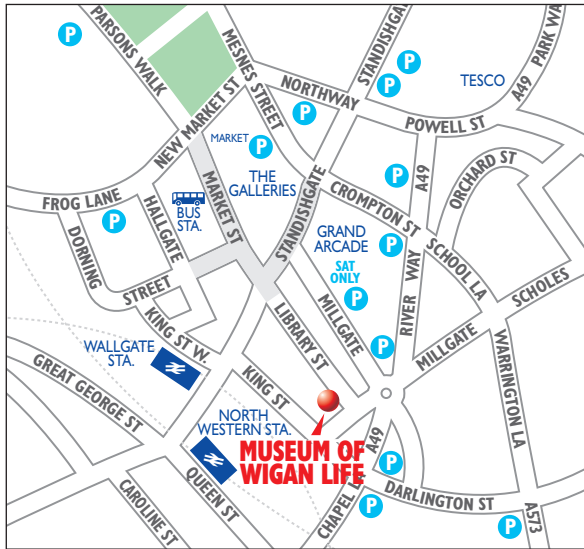 PARSONS WALK
P
MESNES STREET
STANDISHGATE
P
P
TESCO
A49
PARK WAY
NORTHWAY
P
NEW MARKET ST
POWELL ST
MARKET
P
THE
GALLERIES
A49
P
ORCHARD ST
FROG LANE
P
HALLGATE
BUS
STA.
MARKET ST
STANDISHGATE
CROMPTON ST
GRAND
ARCADE
P
SCHOOL LA
SAT
ONLY
P
DORNING
STREET
RIVER WAY
SCHOLES
MILLGATE
P
MILLGATE
LIBRARY ST
WARRINGTON LA
KING ST W.
WALLGATE
STA.
GREAT GEORGE ST
KING ST
NORTH
WESTERN STA.
MUSEUM OF
WIGAN LIFE
A49
P
CHAPEL LA
P
DARLINGTON ST
P
A573
QUEEN ST
CAROLINE ST